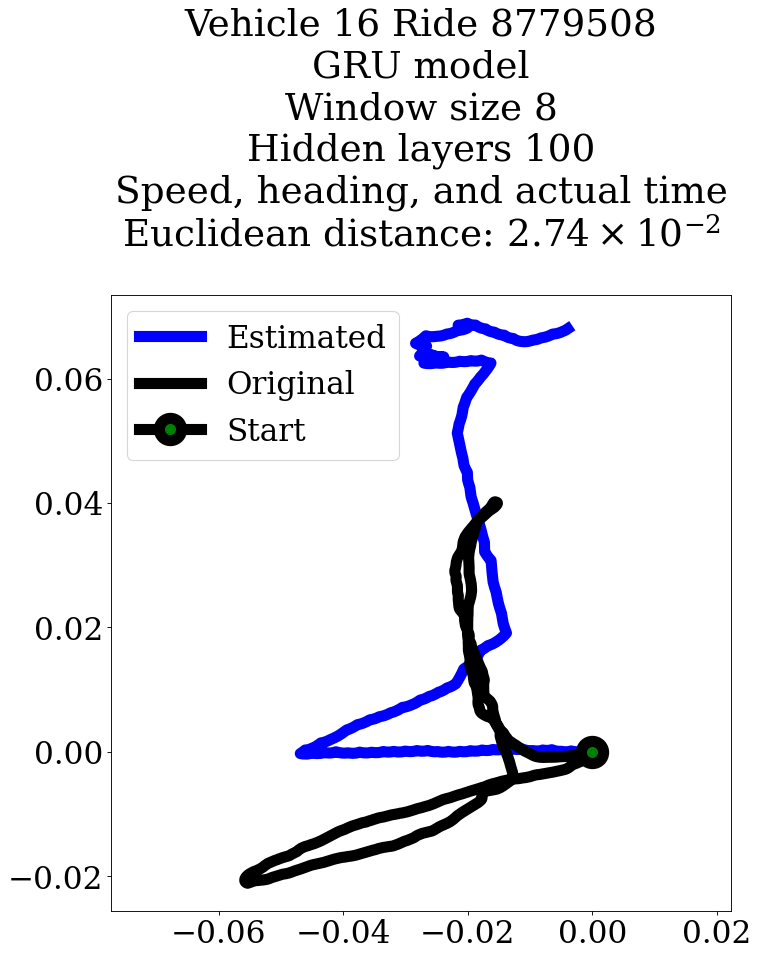 Vehicle 16 Ride 8779508
GRU model
Window size 8
Hidden layers 100
Speed, heading, and actual time
Euclidean distance: 2.74 × 10⁻²
Estimated
Original
Start
0.06
0.04
0.02
0.00
−0.02
−0.06 −0.04 −0.02 0.00 0.02